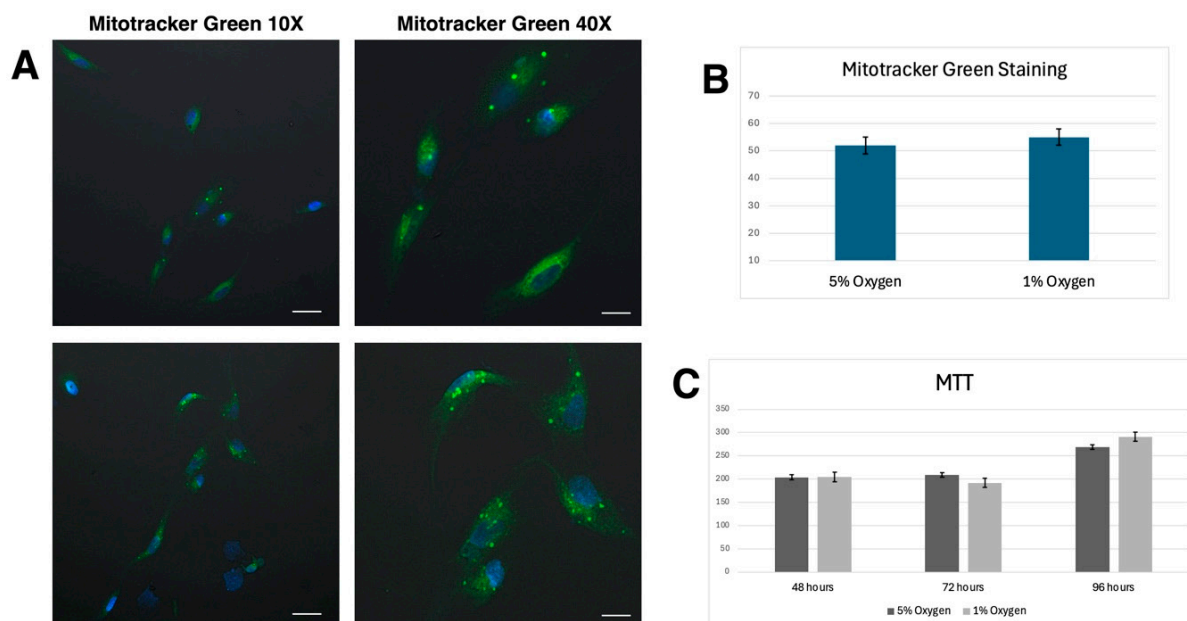 Mitotracker Green 10X
Mitotracker Green 40X
A
B
Mitotracker Green Staining
70
60
50
40
30
20
10
5% Oxygen
1% Oxygen
C
MTT
350
300
250
200
150
100
50
0
48 hours
72 hours
96 hours
5% Oxygen
1% Oxygen